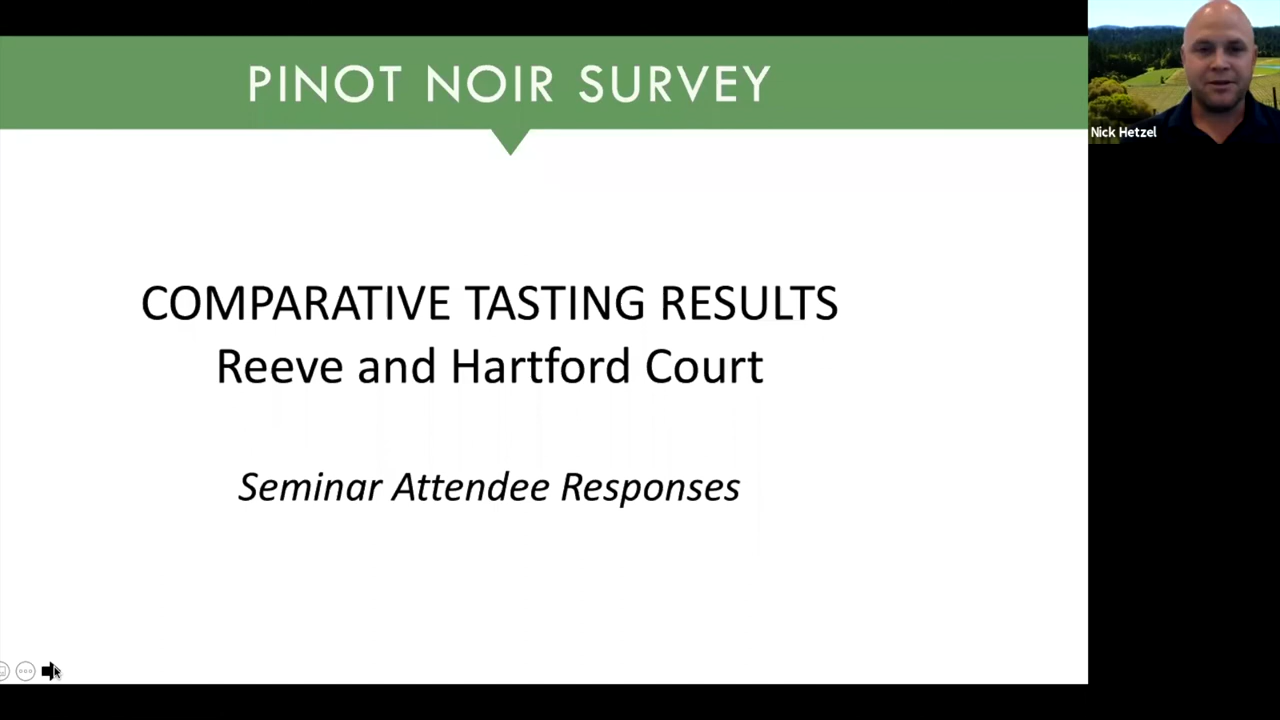 PINOT NOIR SURVEY
Nick Hetzel
COMPARATIVE TASTING RESULTS
Reeve and Hartford Court
Seminar Attendee Responses